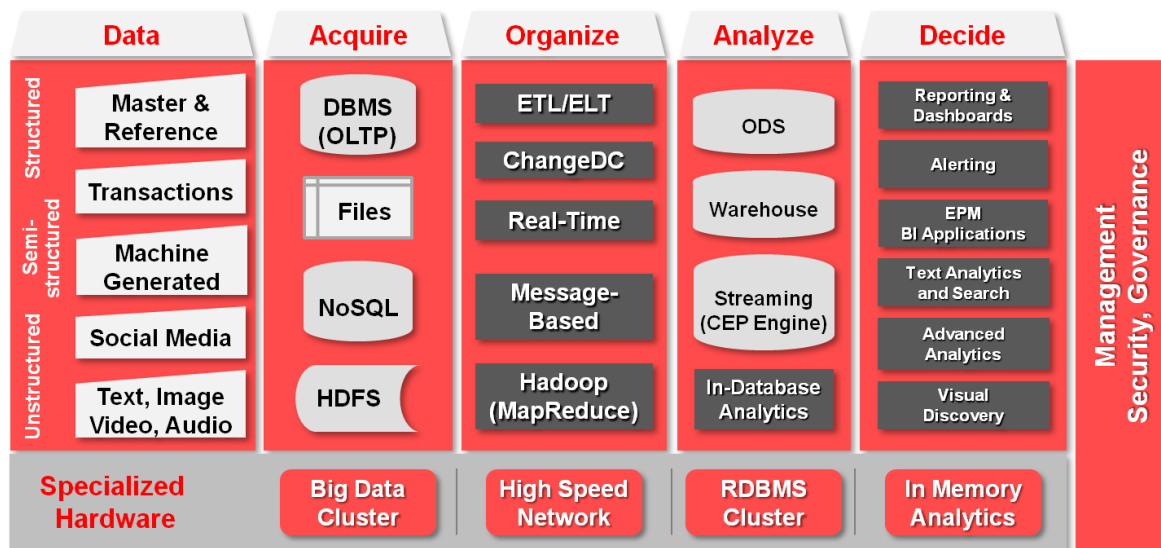 Data
Acquire
Organize
Analyze
Decide
Structured
Semi-
structured
Unstructured
Master &
Reference
Transactions
Machine
Generated
Social Media
Text, Image
Video, Audio
DBMS
(OLTP)
Files
NoSQL
HDFS
ETL/ELT
ChangeDC
Real-Time
Message-
Based
Hadoop
(MapReduce)
ODS
Warehouse
Streaming
(CEP Engine)
In-Database
Analytics
Reporting &
Dashboards
Alerting
EPM
BI Applications
Text Analytics
and Search
Advanced
Analytics
Visual
Discovery
Management
Security, Governance
Specialized
Hardware
Big Data
Cluster
High Speed
Network
RDBMS
Cluster
In Memory
Analytics